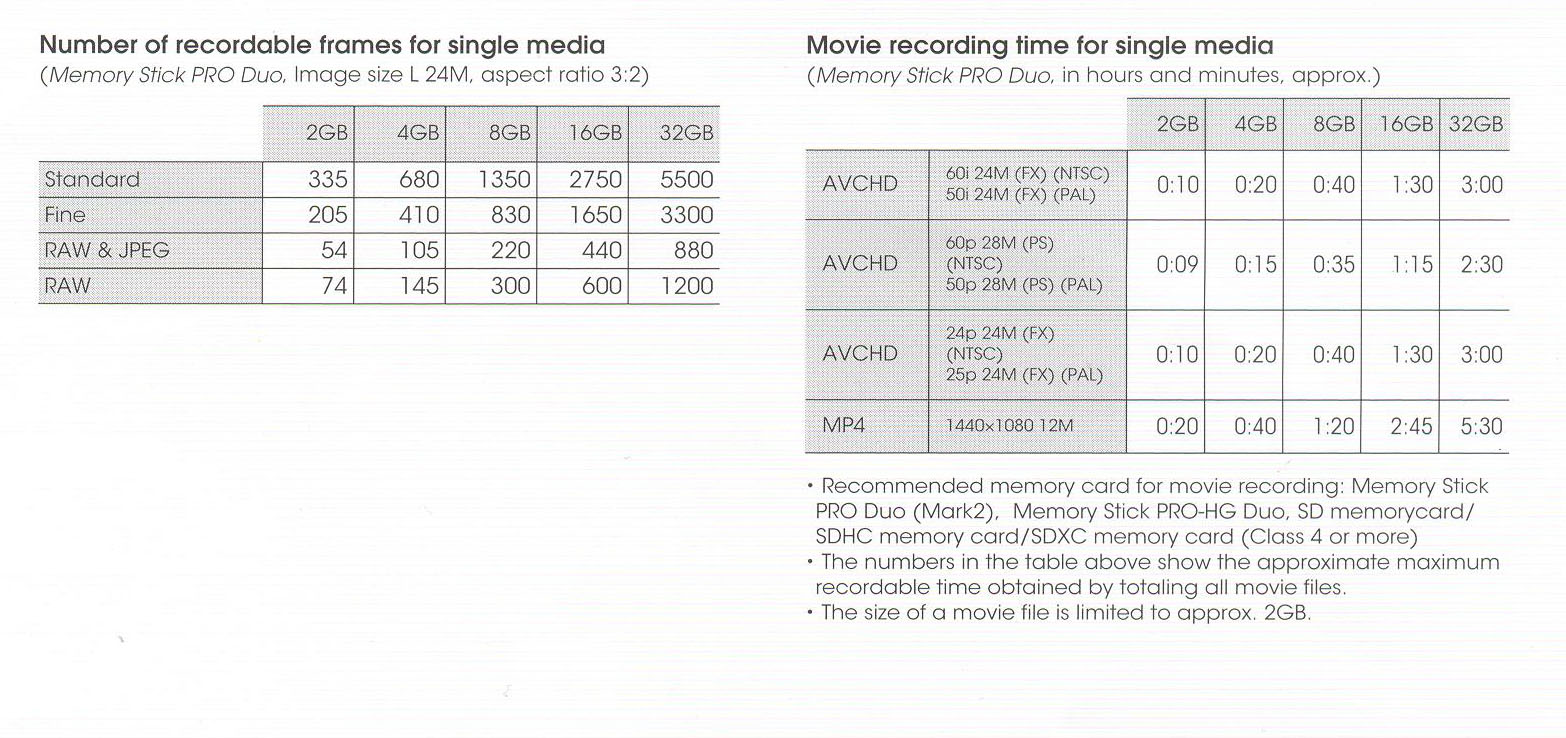 Number of recordable frames for single media
(Memory Stick PRO Duo, Image size L 24M, aspect ratio 3:2)
2GB 4GB 8GB 16GB 32GB
Standard 335 680 1350 2750 5500
Fine 205 410 830 1650 3300
RAW & JPEG 54 105 220 440 880
RAW 74 145 300 600 1200
Movie recording time for single media
(Memory Stick PRO Duo, in hours and minutes, approx.)
2GB 4GB 8GB 16GB 32GB
AVCHD
60i 24M (FX) (NTSC)
50i 24M (FX) (PAL)
0:10 0:20 0:40 1:30 3:00
AVCHD
60p 28M (PS)
(NTSC)
50p 28M (PS) (PAL)
0:09 0:15 0:35 1:15 2:30
AVCHD
24p 24M (FX)
(NTSC)
25p 24M (FX) (PAL)
0:10 0:20 0:40 1:30 3:00
MP4 1440×1080 12M 0:20 0:40 1:20 2:45 5:30
• Recommended memory card for movie recording: Memory Stick
PRO Duo (Mark2), Memory Stick PRO-HG Duo, SD memorycard/
SDHC memory card/SDXC memory card (Class 4 or more)
• The numbers in the table above show the approximate maximum
recordable time obtained by totaling all movie files.
• The size of a movie file is limited to approx. 2GB.